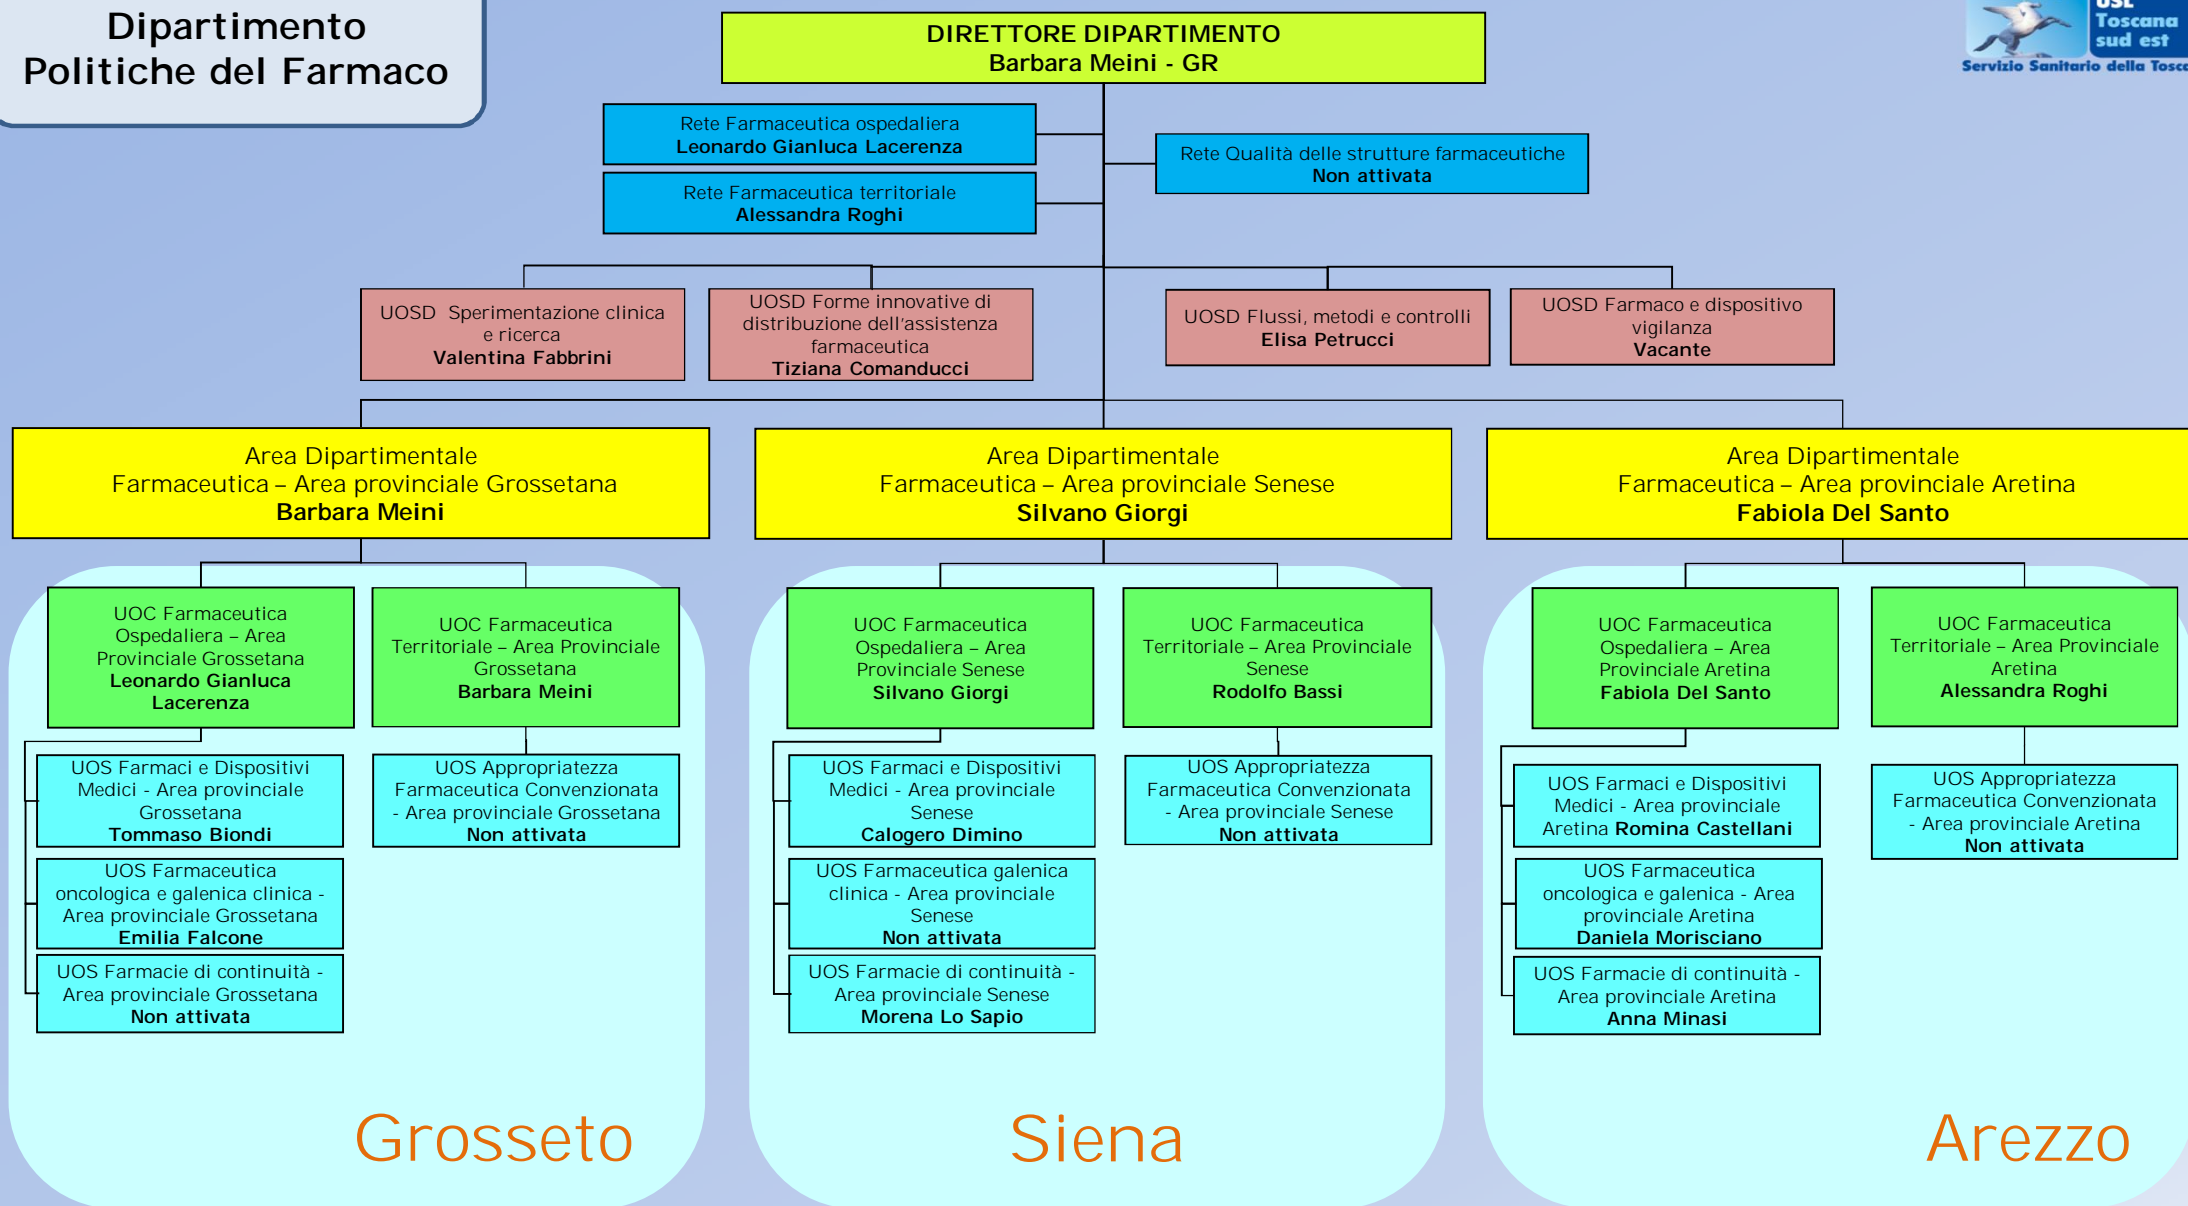 Dipartimento
Politiche del Farmaco
DIRETTORE DIPARTIMENTO
Barbara Meini - GR
USL
Toscana
sud est
Servizio Sanitario della Tosca
Rete Farmaceutica ospedaliera
Leonardo Gianluca Lacerenza
Rete Qualità delle strutture farmaceutiche
Non attivata
Rete Farmaceutica territoriale
Alessandra Roghi
UOSD Sperimentazione clinica
e ricerca
Valentina Fabbrini
UOSD Forme innovative di
distribuzione dell'assistenza
farmaceutica
Tiziana Comanducci
UOSD Flussi, metodi e controlli
Elisa Petrucci
UOSD Farmaco e dispositivo
vigilanza
Vacante
Area Dipartimentale
Farmaceutica – Area provinciale Grossetana
Barbara Meini
Area Dipartimentale
Farmaceutica – Area provinciale Senese
Silvano Giorgi
Area Dipartimentale
Farmaceutica – Area provinciale Aretina
Fabiola Del Santo
UOC Farmaceutica
Ospedaliera – Area
Provinciale Grossetana
Leonardo Gianluca
Lacerenza
UOC Farmaceutica
Territoriale – Area Provinciale
Grossetana
Barbara Meini
UOC Farmaceutica
Ospedaliera – Area
Provinciale Senese
Silvano Giorgi
UOC Farmaceutica
Territoriale – Area Provinciale
Senese
Rodolfo Bassi
UOC Farmaceutica
Ospedaliera – Area
Provinciale Aretina
Fabiola Del Santo
UOC Farmaceutica
Territoriale – Area Provinciale
Aretina
Alessandra Roghi
UOS Farmaci e Dispositivi
Medici - Area provinciale
Grossetana
Tommaso Biondi
UOS Appropriatezza
Farmaceutica Convenzionata
- Area provinciale Grossetana
Non attivata
UOS Farmaci e Dispositivi
Medici - Area provinciale
Senese
Calogero Dimino
UOS Appropriatezza
Farmaceutica Convenzionata
- Area provinciale Senese
Non attivata
UOS Farmaci e Dispositivi
Medici - Area provinciale
Aretina Romina Castellani
UOS Appropriatezza
Farmaceutica Convenzionata
- Area provinciale Aretina
Non attivata
UOS Farmaceutica
oncologica e galenica clinica -
Area provinciale Grossetana
Emilia Falcone
UOS Farmaceutica galenica
clinica - Area provinciale
Senese
Non attivata
UOS Farmaceutica
oncologica e galenica - Area
provinciale Aretina
Daniela Morisciano
UOS Farmacie di continuità -
Area provinciale Grossetana
Non attivata
UOS Farmacie di continuità -
Area provinciale Senese
Morena Lo Sapio
UOS Farmacie di continuità -
Area provinciale Aretina
Anna Minasi
Grosseto
Siena
Arezzo